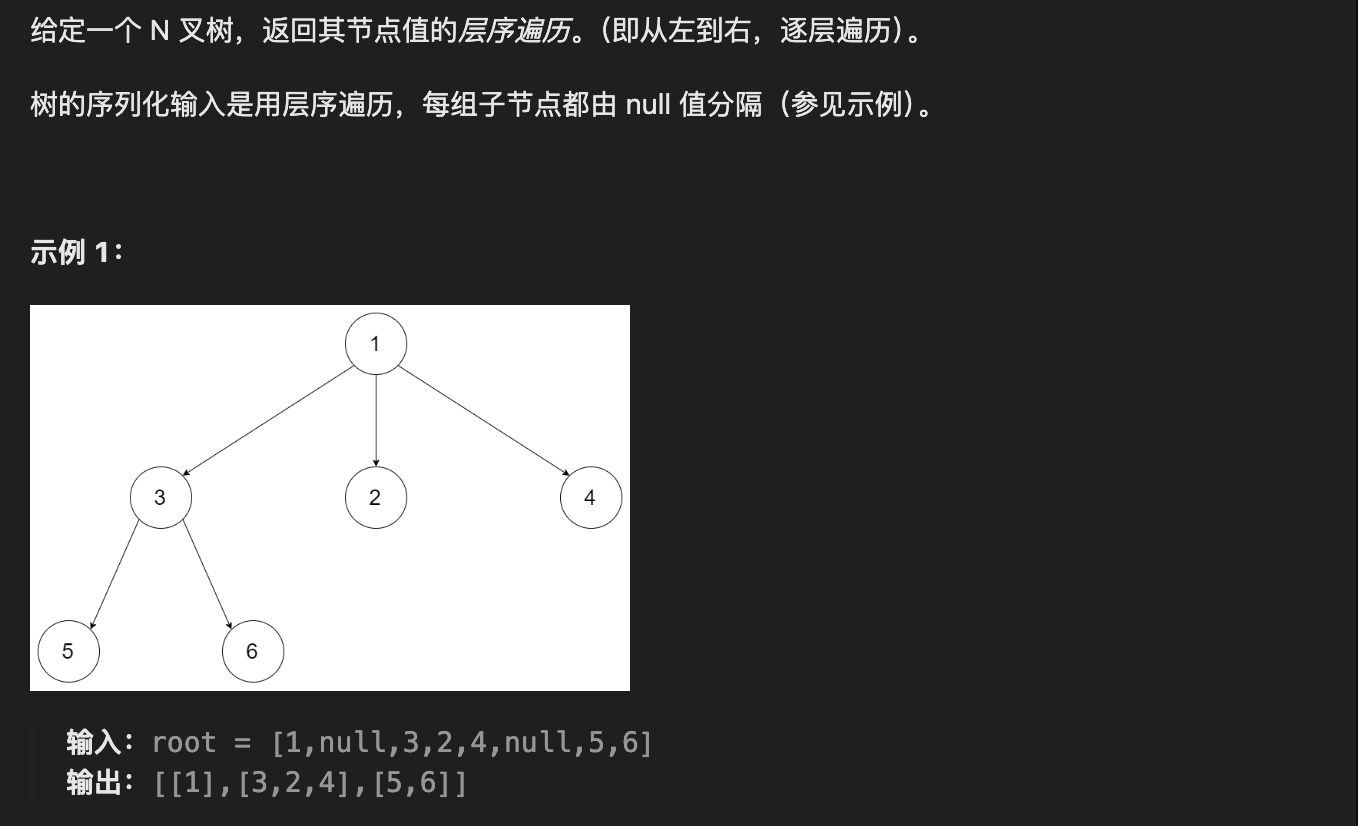 给定一个 N 叉树，返回其节点值的层序遍历。（即从左到右，逐层遍历）。
树的序列化输入是用层序遍历，每组子节点都由 null 值分隔（参见示例）。
示例 1：
1
3
2
4
5
6
输入：root = [1,null,3,2,4,null,5,6]
输出：[[1],[3,2,4],[5,6]]